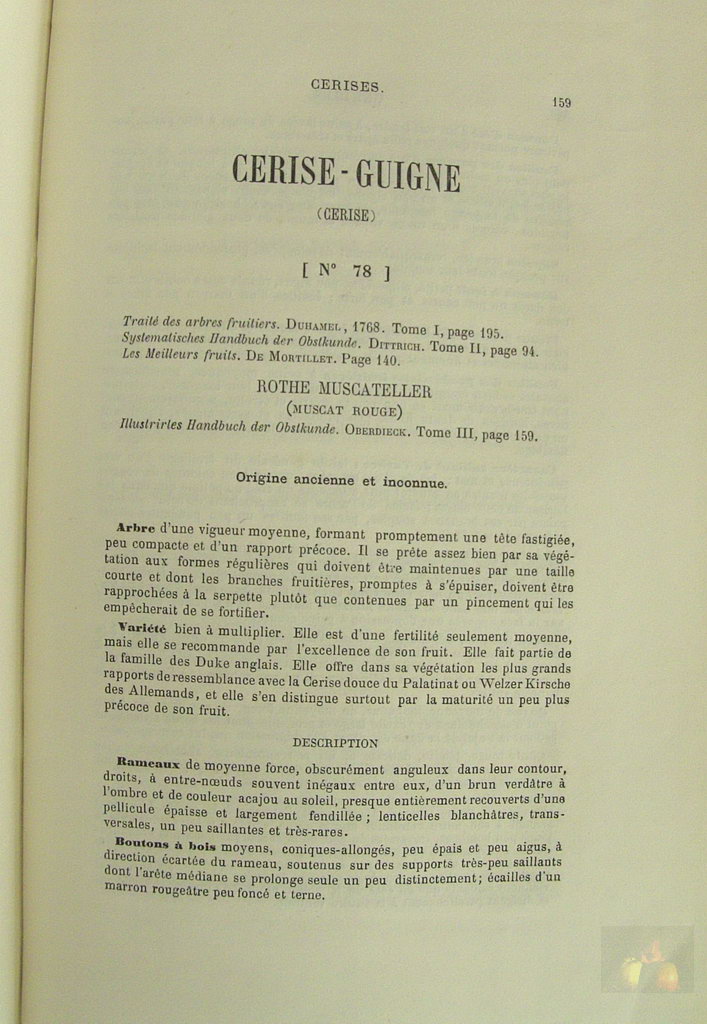 CERISES.
159
CERISE-GUIGNE
(CERISE)
[ N° 78 ]
Traité des arbres fruitiers. DUHAMEL, 1768. Tome I, page 195.
Systematisches Handbuch der Obstkunde. DITTRICH. Tome II, page 94.
Les Meilleurs fruits. DE MORTILLET. Page 140.
ROTHE MUSCATELLER
(MUSCAT ROUGE)
Illustrirtes Handbuch der Obstkunde. OBERDIECK. Tome III, page 159.
Origine ancienne et inconnue.
Arbre d'une vigueur moyenne, formant promptement une tête fastigiée,
peu compacte et d'un rapport précoce. Il se prête assez bien par sa végé-
tation aux formes régulières qui doivent être maintenues par une taille
courte et dont les branches fruitières, promptes à s'épuiser, doivent être
rapprochées à la serpette plutôt que contenues par un pincement qui les
empêcherait de se fortifier.
Variété bien à multiplier. Elle est d'une fertilité seulement moyenne,
mais elle se recommande par l'excellence de son fruit. Elle fait partie de
la famille des Duke anglais. Elle offre dans sa végétation les plus grands
rapports de ressemblance avec la Cerise douce du Palatinat ou Welzer Kirsche
des Allemands, et elle s'en distingue surtout par la maturité un peu plus
précoce de son fruit.
DESCRIPTION
Rameaux de moyenne force, obscurément anguleux dans leur contour,
droits, à entre-nœuds souvent inégaux entre eux, d'un brun verdâtre à
l'ombre et de couleur acajou au soleil, presque entièrement recouverts d'une
pellicule épaisse et largement fendillée ; lenticelles blanchâtres, trans-
versales, un peu saillantes et très-rares.
Boutons à bois moyens, coniques-allongés, peu épais et peu aigus, à
direction écartée du rameau, soutenus sur des supports très-peu saillants
dont l'arête médiane se prolonge seule un peu distinctement ; écailles d'un
marron rougeâtre peu foncé et terne.